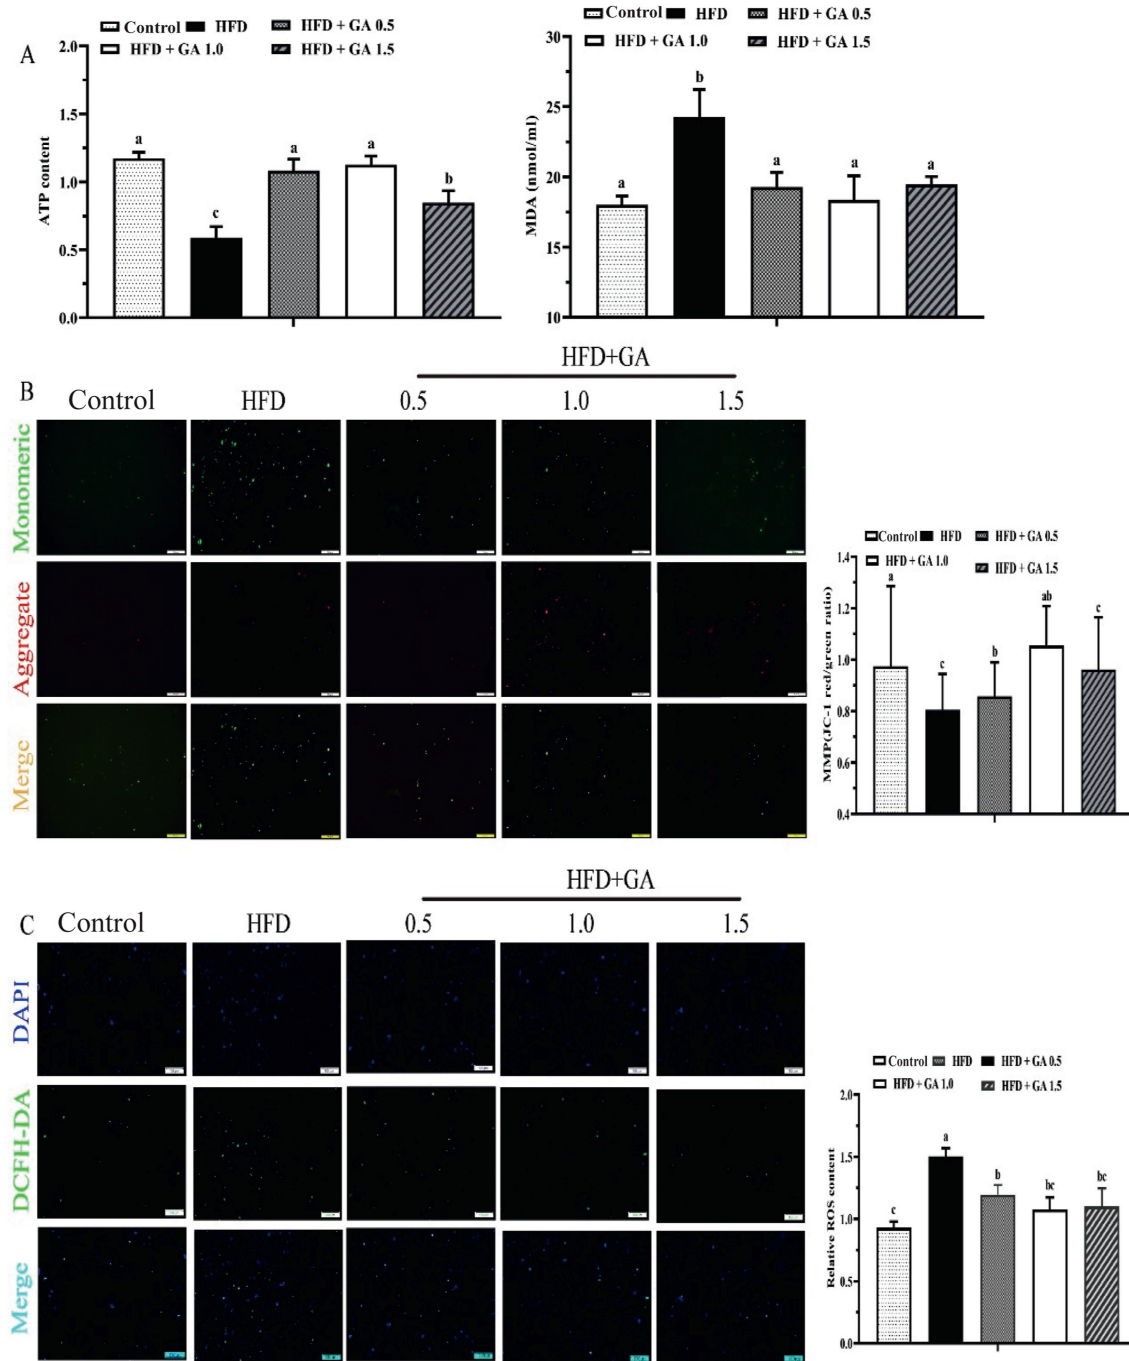 A
Control HFD HFD + GA 0.5
HFD + GA 1.0 HFD + GA 1.5
2.0
1.5
1.0
0.5
0.0
ATP content
a
c
a
a
b
Control HFD HFD + GA 0.5
HFD + GA 1.0 HFD + GA 1.5
30
25
20
15
10
MDA (nmol/ml)
a
b
a
a
a
B
HFD+GA
Control HFD 0.5 1.0 1.5
Monomeric
Aggregate
Merge
Control HFD HFD + GA 0.5
HFD + GA 1.0 HFD + GA 1.5
1.4
1.2
1.0
0.8
0.6
0.4
MMP(JC-1 red/green ratio)
a
c
b
ab
c
C
HFD+GA
Control HFD 0.5 1.0 1.5
DAPI
DCFH-DA
Merge
Control HFD HFD + GA 0.5
HFD + GA 1.0 HFD + GA 1.5
2.0
1.5
1.0
0.5
0.0
Relative ROS content
c
a
b
bc
bc